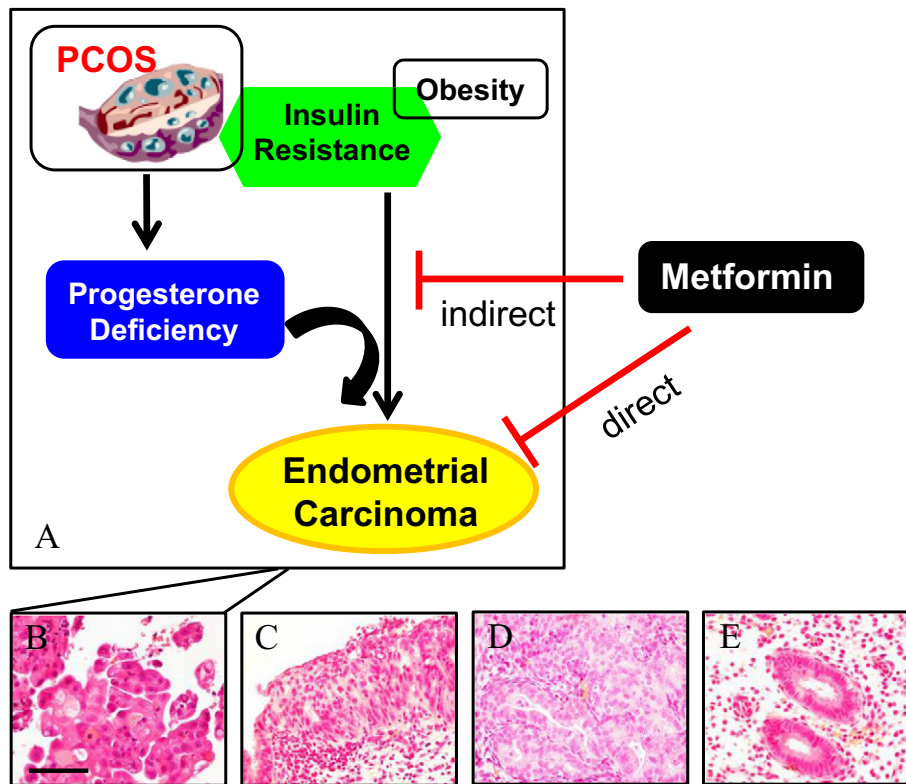 PCOS
Obesity
Insulin
Resistance
Progesterone
Deficiency
Metformin
indirect
direct
Endometrial
Carcinoma
A
B
C
D
E